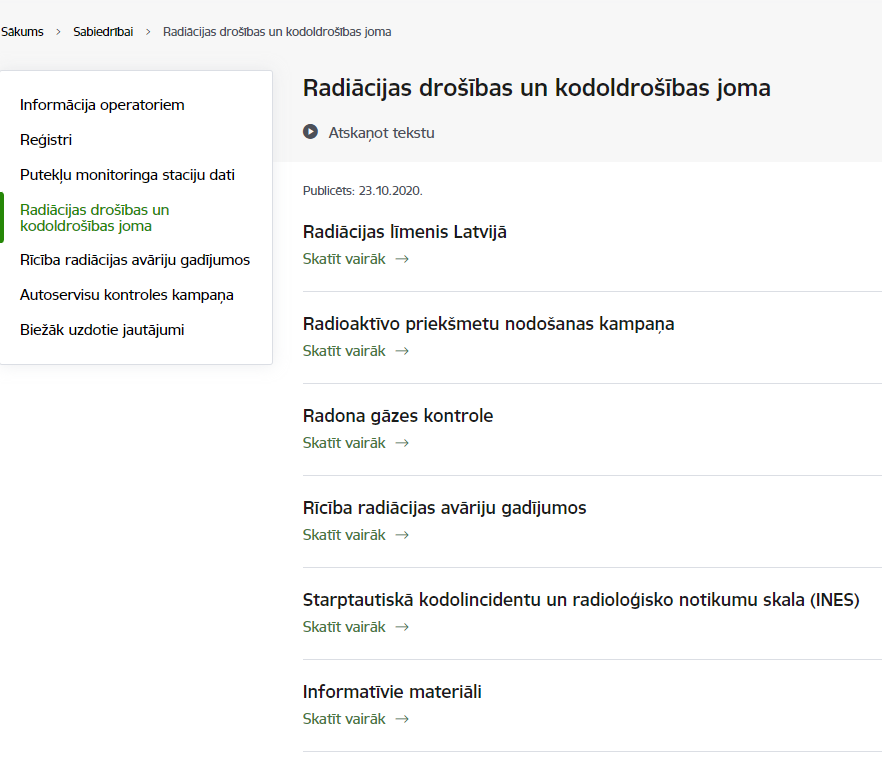 Sākums > Sabiedrībai > Radiācijas drošības un kodoldrošības joma
Informācija operatoriem
Reģistri
Putekļu monitoringa staciju dati
Radiācijas drošības un
kodoldrošības joma
Rīcība radiācijas avāriju gadījumos
Autoservisu kontroles kampaņa
Biežāk uzdotie jautājumi
Radiācijas drošības un kodoldrošības joma
Atskaņot tekstu
Publicēts: 23.10.2020.
Radiācijas līmenis Latvijā
Skatīt vairāk →
Radioaktīvo priekšmetu nodošanas kampaņa
Skatīt vairāk →
Radona gāzes kontrole
Skatīt vairāk →
Rīcība radiācijas avāriju gadījumos
Skatīt vairāk →
Starptautiskā kodolincidentu un radioloģisko notikumu skala (INES)
Skatīt vairāk →
Informatīvie materiāli
Skatīt vairāk →